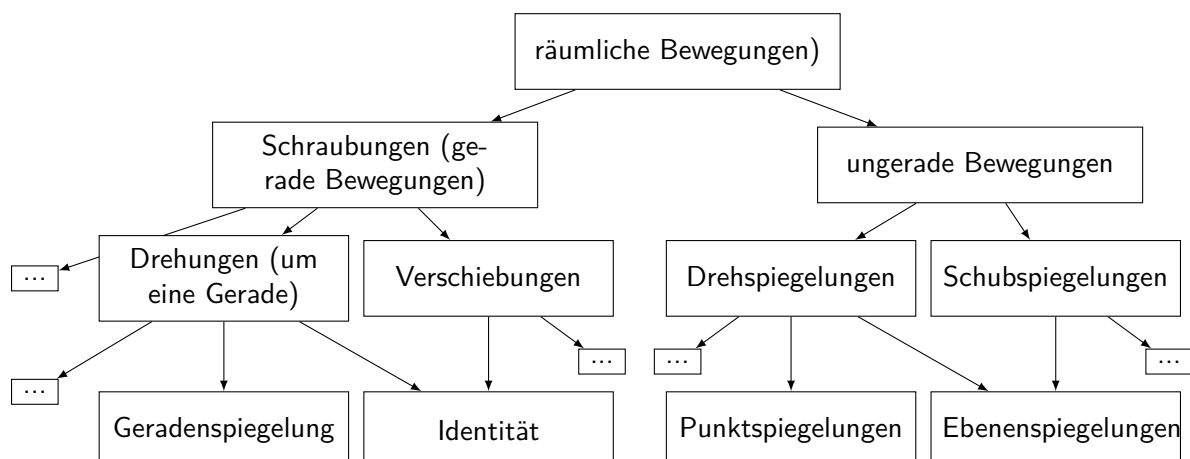 räumliche Bewegungen)
Schraubungen (ge-
rade Bewegungen)
ungerade Bewegungen
...
Drehungen (um
eine Gerade)
Verschiebungen
Drehspiegelungen
Schubspiegelungen
...
...
...
...
Geradenspiegelung
Identität
Punktspiegelungen
Ebenenspiegelungen